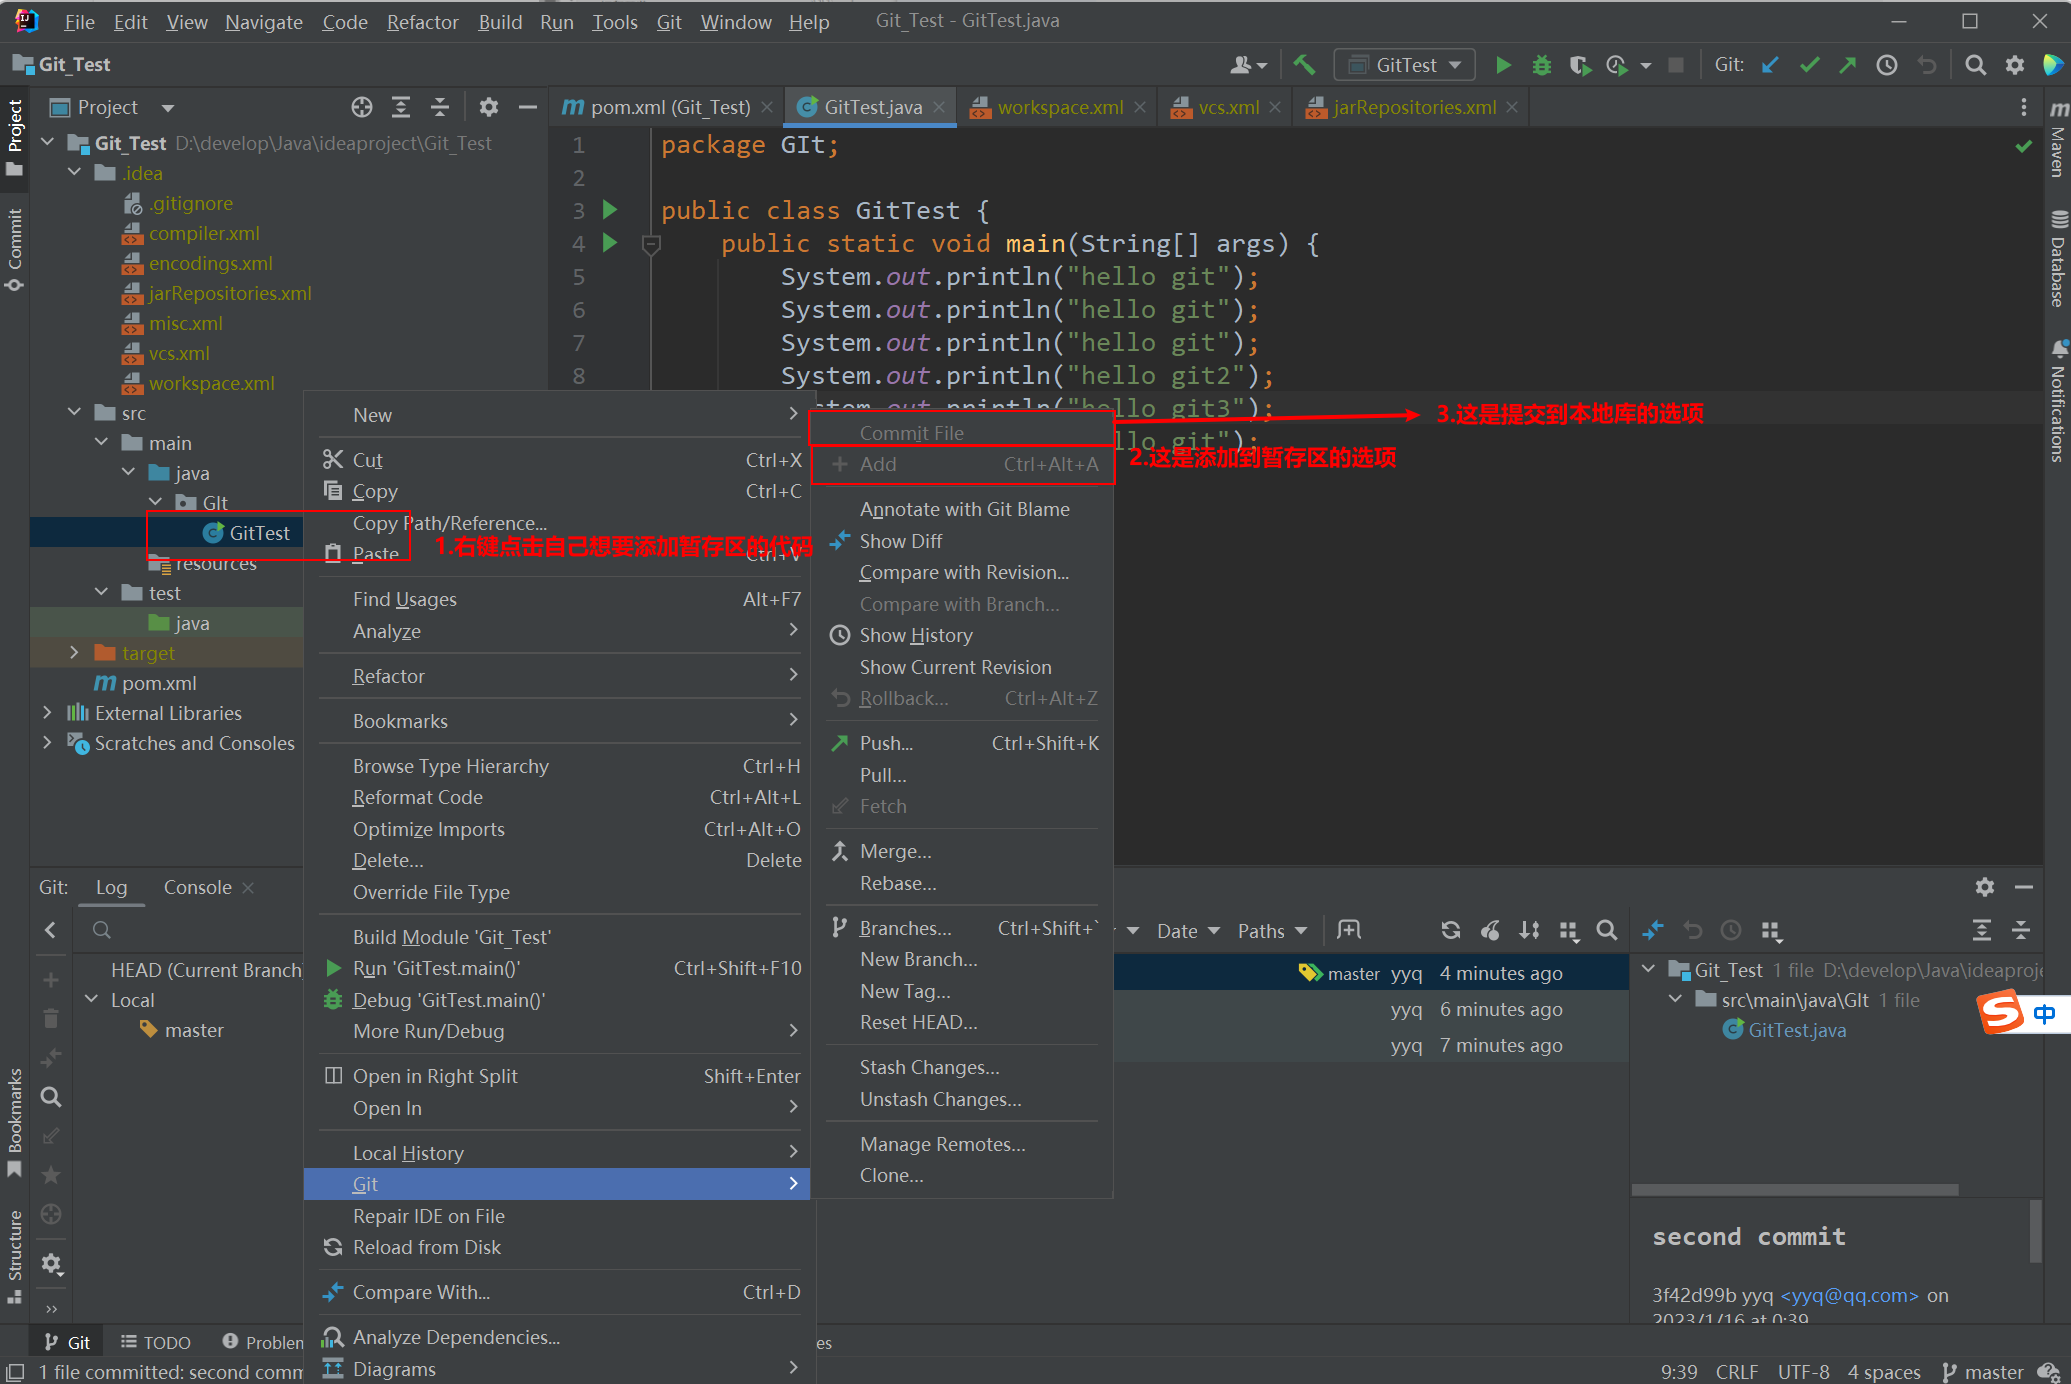 File Edit View Navigate Code Refactor Build Run Tools Git Window Help Git_Test - GitTest.java
Git_Test
GitTest
Git:
Project
pom.xml (Git_Test)
GitTest.java
workspace.xml
vcs.xml
jarRepositories.xml
Project
Commit
Bookmarks
Structure
Maven
Database
Notifications
Git_Test D:\develop\Java\ideaproject\Git_Test
.idea
.gitignore
compiler.xml
encodings.xml
jarRepositories.xml
misc.xml
vcs.xml
workspace.xml
src
main
java
GIt
GitTest
resources
test
java
target
pom.xml
External Libraries
Scratches and Consoles
1 package GIt;
2
3 public class GitTest {
4 public static void main(String[] args) {
5 System.out.println("hello git");
6 System.out.println("hello git");
7 System.out.println("hello git");
8 System.out.println("hello git2");
stem.out.println("hello git3");
llo git");
1.右键点击自己想要添加暂存区的代码
2.这是添加到暂存区的选项
3.这是提交到本地库的选项
New
Cut Ctrl+X
Copy Ctrl+C
Copy Path/Reference...
Paste Ctrl+V
Find Usages Alt+F7
Analyze
Refactor
Bookmarks
Browse Type Hierarchy Ctrl+H
Reformat Code Ctrl+Alt+L
Optimize Imports Ctrl+Alt+O
Delete... Delete
Override File Type
Build Module 'Git_Test'
Run 'GitTest.main()' Ctrl+Shift+F10
Debug 'GitTest.main()'
More Run/Debug
Open in Right Split Shift+Enter
Open In
Local History
Git
Repair IDE on File
Reload from Disk
Compare With... Ctrl+D
Analyze Dependencies...
Diagrams
Commit File
Add Ctrl+Alt+A
Annotate with Git Blame
Show Diff
Compare with Revision...
Compare with Branch...
Show History
Show Current Revision
Rollback... Ctrl+Alt+Z
Push... Ctrl+Shift+K
Pull...
Fetch
Merge...
Rebase...
Branches... Ctrl+Shift+`
New Branch...
New Tag...
Reset HEAD...
Stash Changes...
Unstash Changes...
Manage Remotes...
Clone...
Git: Log Console
HEAD (Current Branch
Local
master
Date Paths
master yyq 4 minutes ago
yyq 6 minutes ago
yyq 7 minutes ago
Git_Test 1 file D:\develop\Java\ideaproje
src\main\java\GIt 1 file
GitTest.java
中
second commit
3f42d99b yyq <yyq@qq.com> on
2023/1/16 at 0:39
Git TODO Problem es
1 file committed: second comm
9:39 CRLF UTF-8 4 spaces master